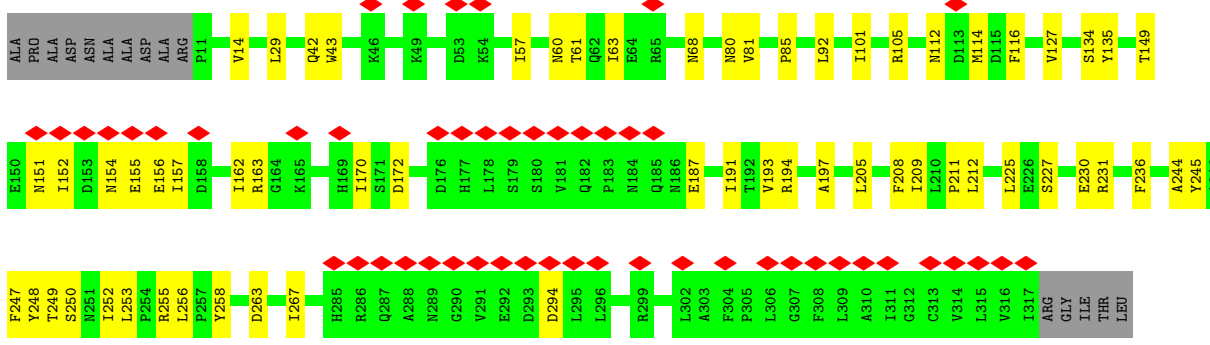 ALA PRO ALA ASP ASN ALA ALA ASP ALA ARG P11 V14 L29 Q42 W43 K46 K49 D53 K54 I57 N60 T61 Q62 I63 E64 R65 N68 N80 V81 P85 L92 I101 R105 N112 D113 M114 D115 F116 V127 S134 Y135 T149
E150 N151 I152 D153 N154 E155 E156 I157 D158 I162 R163 G164 K165 H169 I170 S171 D172 D176 H177 L178 S179 S180 V181 Q182 P183 N184 Q185 N186 E187 I191 T192 V193 R194 A197 L205 F208 I209 L210 P211 L212 L225 E226 S227 E230 R231 F236 A244 Y245
F247 Y248 T249 S250 N251 I252 L253 P254 R255 L256 P257 Y258 D263 I267 H285 R286 Q287 A288 N289 G290 V291 E292 D293 D294 L295 L296 R299 L302 A303 F304 P305 L306 G307 F308 L309 A310 I311 G312 C313 V314 L315 V316 I317 ARG GLY ILE THR LEU